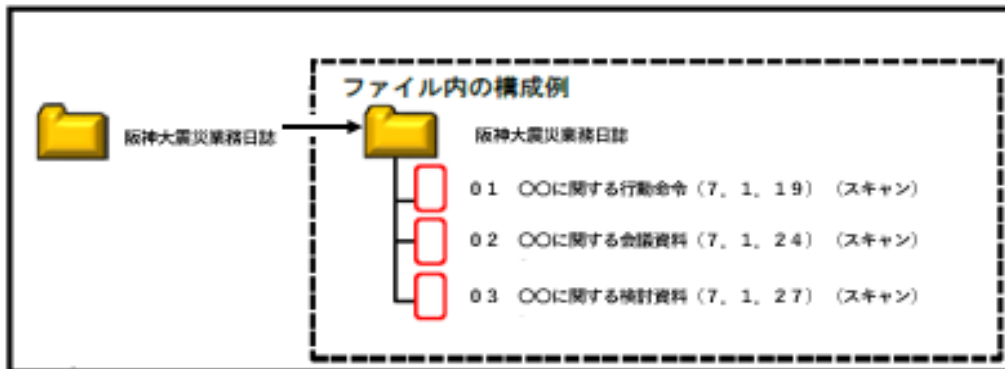 ファイル内の構成例
阪神大震災業務日誌
阪神大震災業務日誌
01 〇〇に関する行動命令（7．1．19）（スキャン）
02 〇〇に関する会議資料（7．1．24）（スキャン）
03 〇〇に関する検討資料（7．1．27）（スキャン）